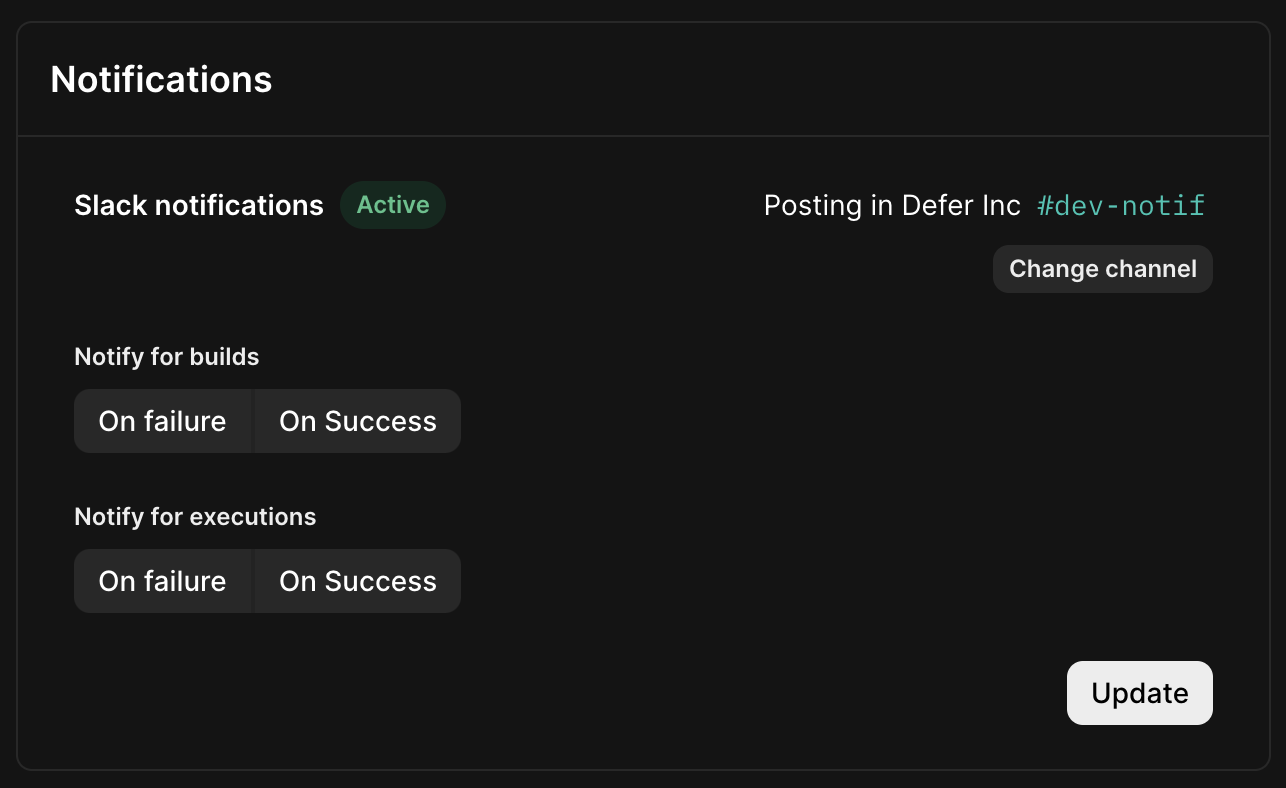 Notifications
Slack notifications Active
Posting in Defer Inc #dev-notif
Change channel
Notify for builds
On failure On Success
Notify for executions
On failure On Success
Update